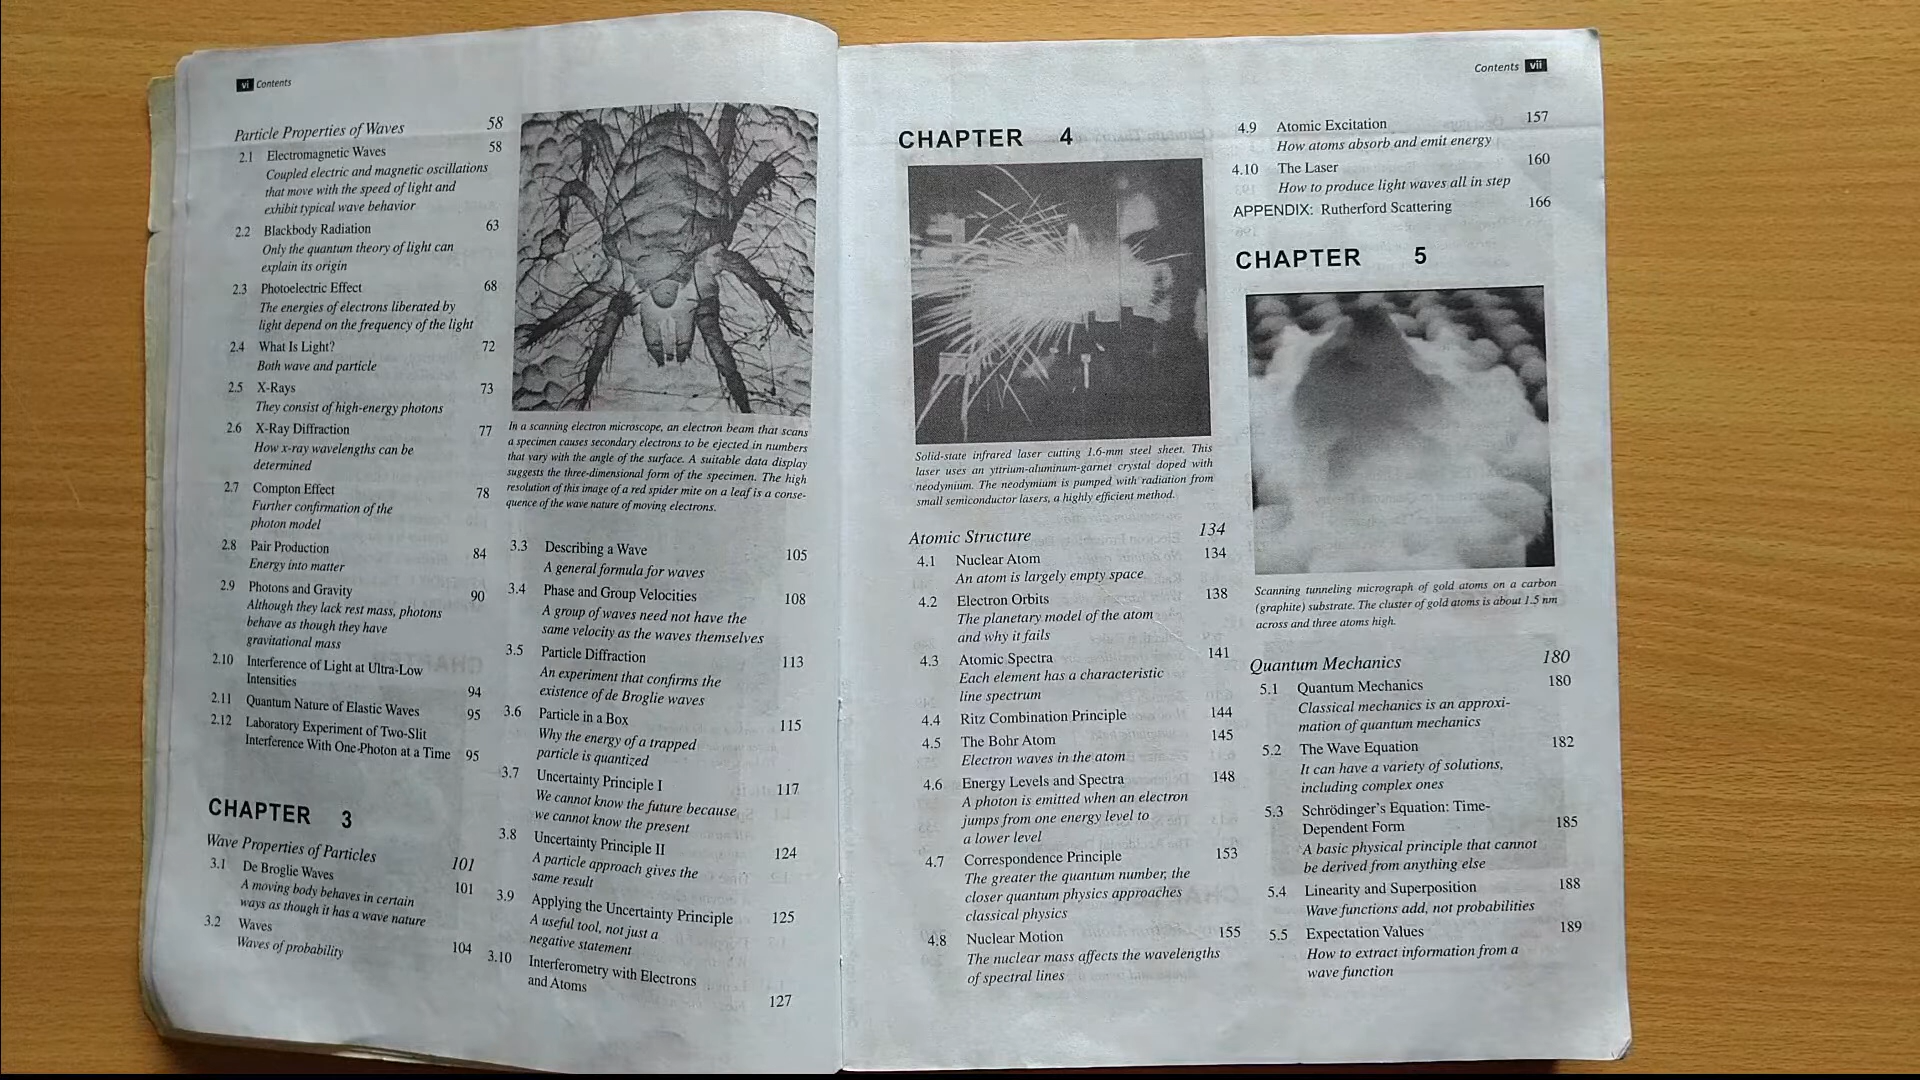 vi Contents
Particle Properties of Waves 58
2.1 Electromagnetic Waves 58
Coupled electric and magnetic oscillations
that move with the speed of light and
exhibit typical wave behavior
2.2 Blackbody Radiation 63
Only the quantum theory of light can
explain its origin
2.3 Photoelectric Effect 68
The energies of electrons liberated by
light depend on the frequency of the light
2.4 What Is Light? 72
Both wave and particle
2.5 X-Rays 73
They consist of high-energy photons
2.6 X-Ray Diffraction 77
How x-ray wavelengths can be
determined
2.7 Compton Effect 78
Further confirmation of the
photon model
2.8 Pair Production 84
Energy into matter
2.9 Photons and Gravity 90
Although they lack rest mass, photons
behave as though they have
gravitational mass
2.10 Interference of Light at Ultra-Low
Intensities 94
2.11 Quantum Nature of Elastic Waves 95
2.12 Laboratory Experiment of Two-Slit
Interference With One-Photon at a Time 95
CHAPTER 3
Wave Properties of Particles 101
3.1 De Broglie Waves 101
A moving body behaves in certain
ways as though it has a wave nature
3.2 Waves
Waves of probability 104
In a scanning electron microscope, an electron beam that scans
a specimen causes secondary electrons to be ejected in numbers
that vary with the angle of the surface. A suitable data display
suggests the three-dimensional form of the specimen. The high
resolution of this image of a red spider mite on a leaf is a conse-
quence of the wave nature of moving electrons.
3.3 Describing a Wave 105
A general formula for waves
3.4 Phase and Group Velocities 108
A group of waves need not have the
same velocity as the waves themselves
3.5 Particle Diffraction 113
An experiment that confirms the
existence of de Broglie waves
3.6 Particle in a Box 115
Why the energy of a trapped
particle is quantized
3.7 Uncertainty Principle I 117
We cannot know the future because
we cannot know the present
3.8 Uncertainty Principle II 124
A particle approach gives the
same result
3.9 Applying the Uncertainty Principle 125
A useful tool, not just a
negative statement
3.10 Interferometry with Electrons
and Atoms 127
Contents vii
CHAPTER 4
Solid-state infrared laser cutting 1.6-mm steel sheet. This
laser uses an yttrium-aluminum-garnet crystal doped with
neodymium. The neodymium is pumped with radiation from
small semiconductor lasers, a highly efficient method.
Atomic Structure 134
4.1 Nuclear Atom 134
An atom is largely empty space
4.2 Electron Orbits 138
The planetary model of the atom
and why it fails
4.3 Atomic Spectra 141
Each element has a characteristic
line spectrum
4.4 Ritz Combination Principle 144
4.5 The Bohr Atom 145
Electron waves in the atom
4.6 Energy Levels and Spectra 148
A photon is emitted when an electron
jumps from one energy level to
a lower level
4.7 Correspondence Principle 153
The greater the quantum number, the
closer quantum physics approaches
classical physics
4.8 Nuclear Motion 155
The nuclear mass affects the wavelengths
of spectral lines
4.9 Atomic Excitation 157
How atoms absorb and emit energy
4.10 The Laser 160
How to produce light waves all in step
APPENDIX: Rutherford Scattering 166
CHAPTER 5
Scanning tunneling micrograph of gold atoms on a carbon
(graphite) substrate. The cluster of gold atoms is about 1.5 nm
across and three atoms high.
Quantum Mechanics 180
5.1 Quantum Mechanics 180
Classical mechanics is an approxi-
mation of quantum mechanics
5.2 The Wave Equation 182
It can have a variety of solutions,
including complex ones
5.3 Schrödinger's Equation: Time-
Dependent Form 185
A basic physical principle that cannot
be derived from anything else
5.4 Linearity and Superposition 188
Wave functions add, not probabilities
5.5 Expectation Values 189
How to extract information from a
wave function